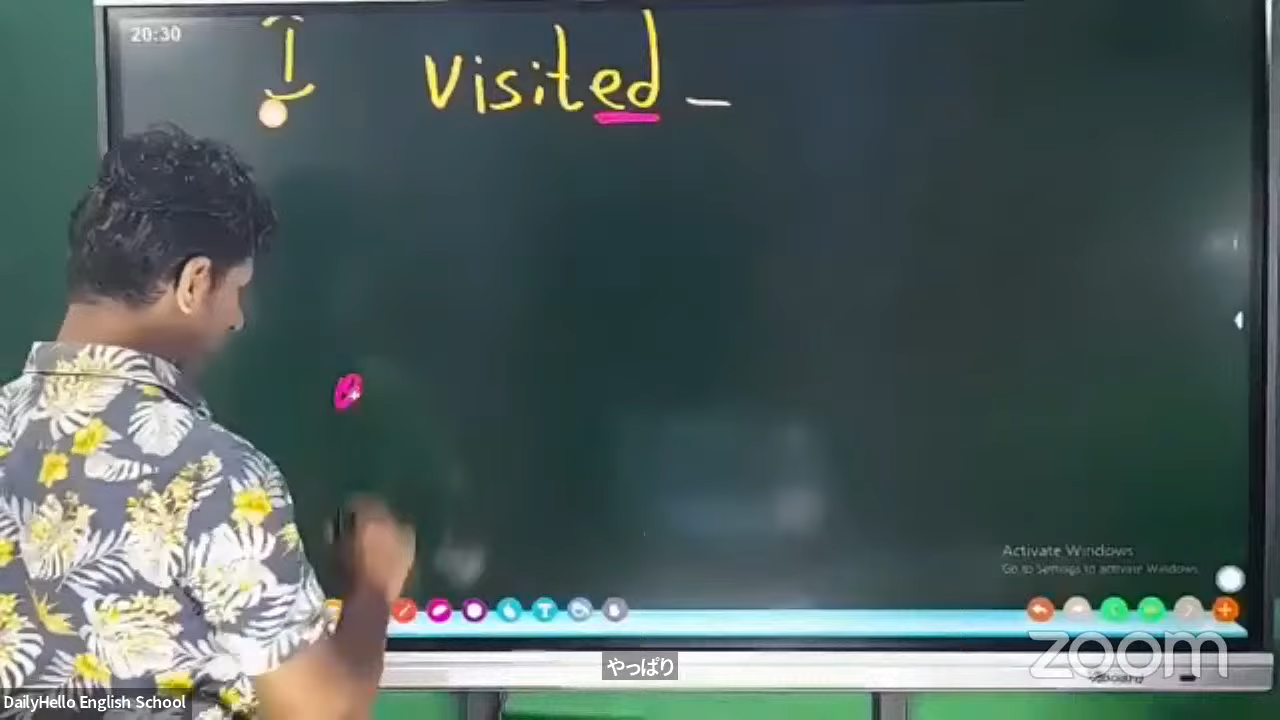 20:30
I visited _
Activate Windows
Go to Settings to activate Windows.
zoom
やっぱり
DailyHello English School